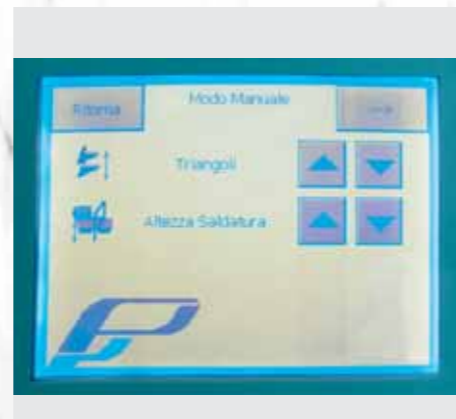 Ritorna
Modo Manuale
-->
Triangoli
Altezza Saldatura